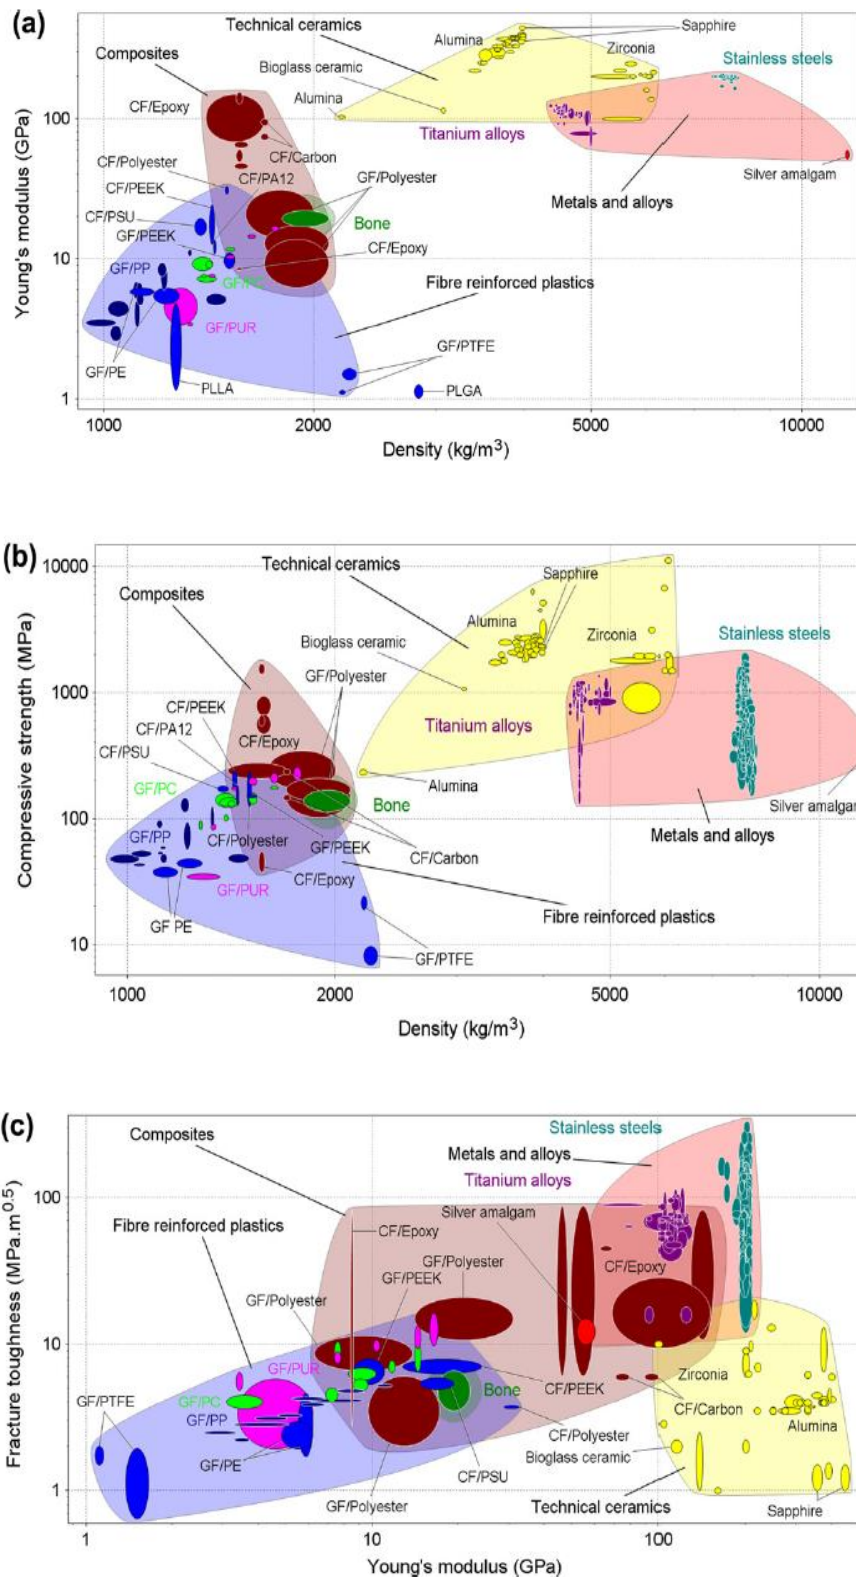 (a)
Technical ceramics
Sapphire
Composites
Alumina
Zirconia
Stainless steels
Bioglass ceramic
Alumina
CF/Epoxy
Titanium alloys
CF/Carbon
CF/Polyester
CF/PA12
GF/Polyester
Silver amalgam
CF/PEEK
Metals and alloys
CF/PSU
Bone
GF/PEEK
CF/Epoxy
GF/PP
GF/PC
Fibre reinforced plastics
GF/PUR
GF/PTFE
GF/PE
PLLA
PLGA
100
10
1
Young's modulus (GPa)
1000
2000
5000
10000
Density (kg/m3)
(b)
10000
1000
100
10
Compressive strength (MPa)
Technical ceramics
Sapphire
Composites
Alumina
Zirconia
Stainless steels
Bioglass ceramic
GF/Polyester
CF/PEEK
Titanium alloys
CF/PA12
CF/Epoxy
CF/PSU
Alumina
GF/PC
Bone
Silver amalgam
GF/PP
CF/Polyester
GF/PEEK
Metals and alloys
CF/Carbon
CF/Epoxy
GF/PUR
GF PE
Fibre reinforced plastics
GF/PTFE
1000
2000
5000
10000
Density (kg/m3)
(c)
Composites
Stainless steels
Metals and alloys
Titanium alloys
Silver amalgam
Fibre reinforced plastics
CF/Epoxy
GF/Polyester
CF/Epoxy
GF/PEEK
GF/Polyester
GF/PUR
Zirconia
GF/PTFE
GF/PC
Bone
CF/PEEK
GF/PP
CF/Carbon
Alumina
CF/Polyester
GF/PE
Bioglass ceramic
CF/PSU
GF/Polyester
Technical ceramics
Sapphire
100
10
1
Fracture toughness (MPa.m0.5)
1
10
100
Young's modulus (GPa)